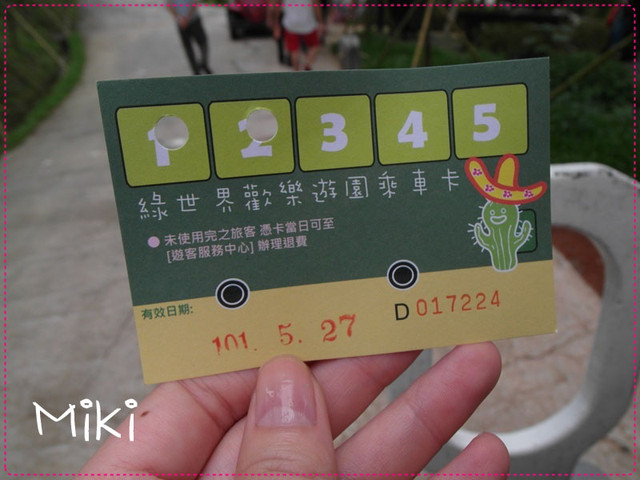 1 2 3 4 5
綠世界歡樂遊園乘車卡
未使用完之旅客 憑卡當日可至
[遊客服務中心] 辦理退費
有效日期:
101. 5. 27
D 017224
Miki